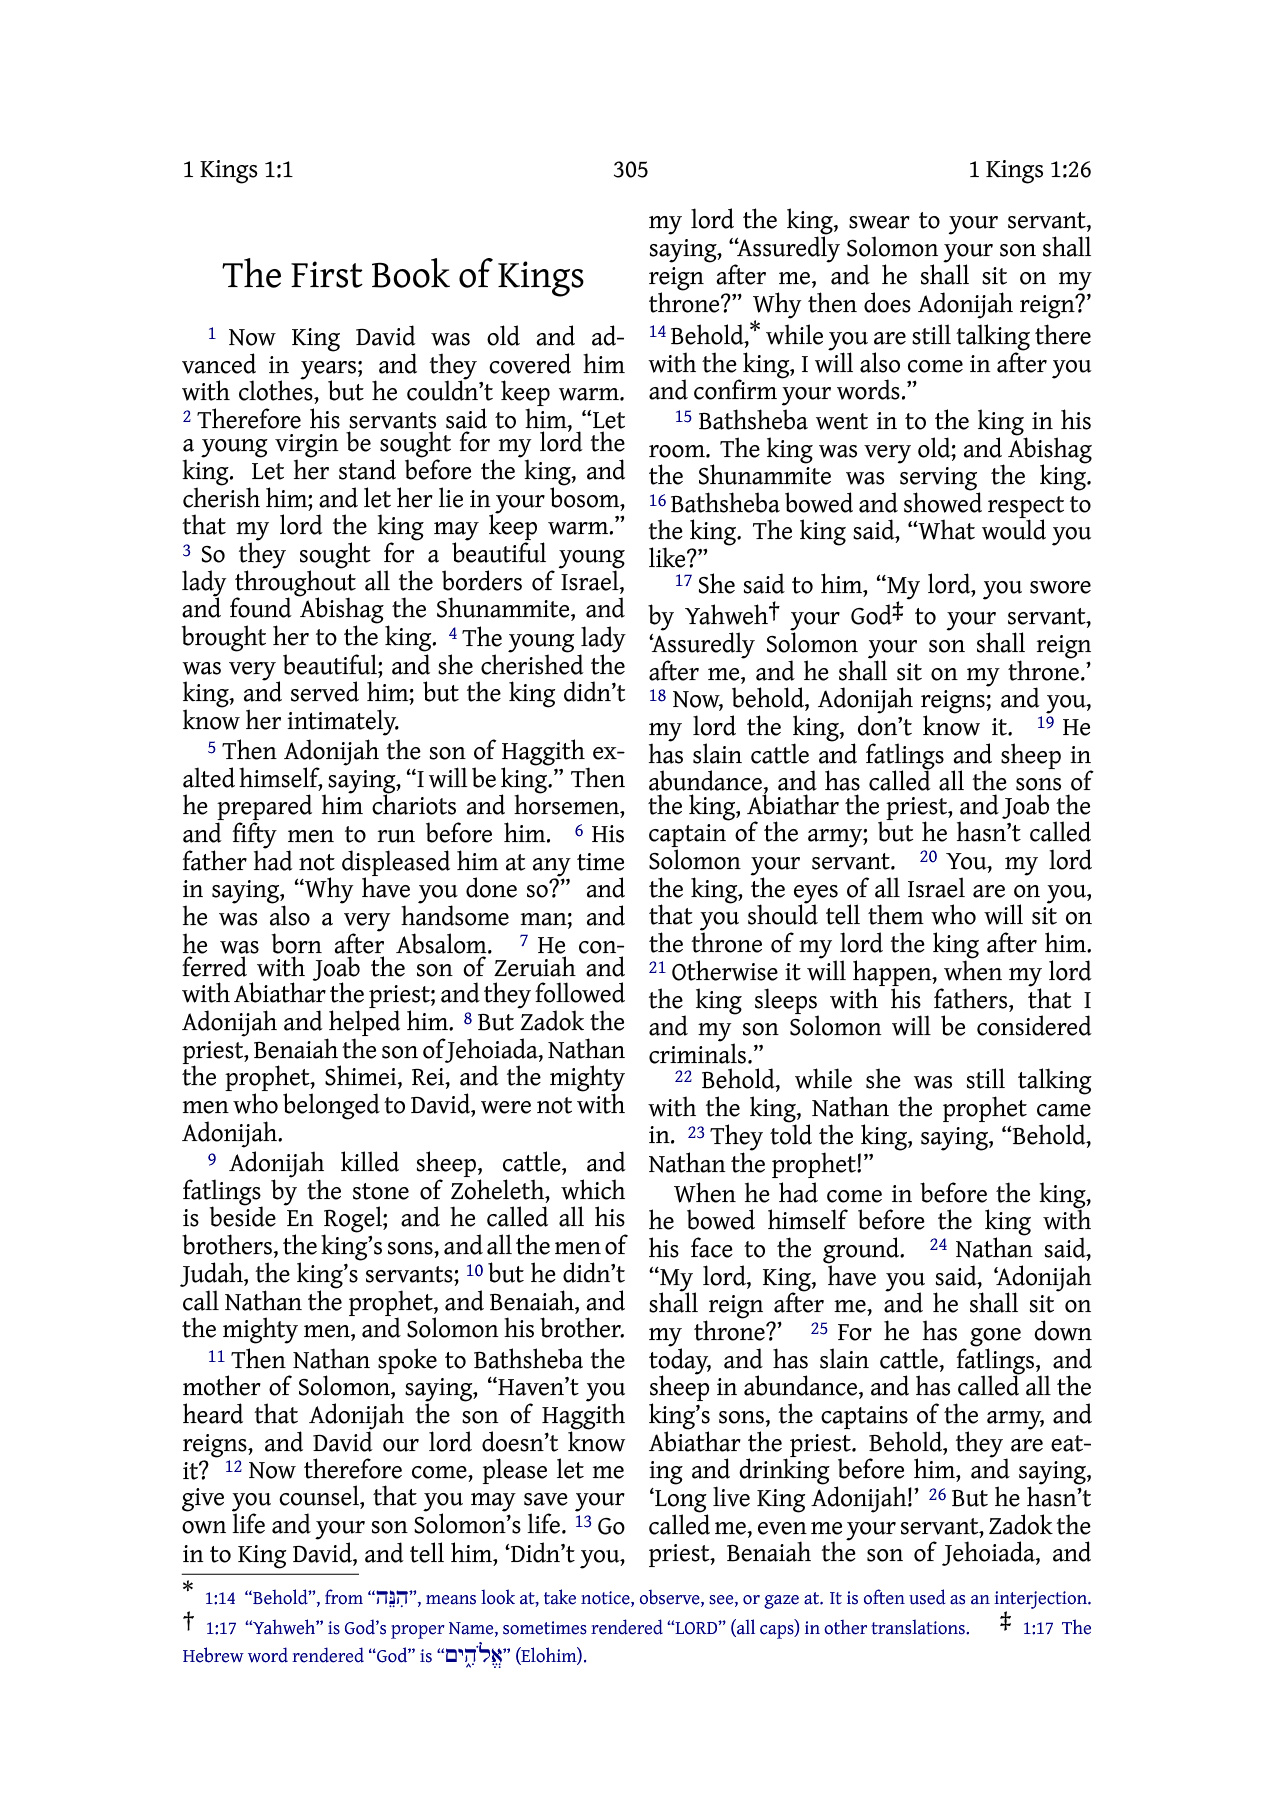 1 Kings 1:1 305 1 Kings 1:26
The First Book of Kings
1 Now King David was old and ad-
vanced in years; and they covered him
with clothes, but he couldn’t keep warm.
2 Therefore his servants said to him, “Let
a young virgin be sought for my lord the
king. Let her stand before the king, and
cherish him; and let her lie in your bosom,
that my lord the king may keep warm.”
3 So they sought for a beautiful young
lady throughout all the borders of Israel,
and found Abishag the Shunammite, and
brought her to the king. 4 The young lady
was very beautiful; and she cherished the
king, and served him; but the king didn’t
know her intimately.
5 Then Adonijah the son of Haggith ex-
alted himself, saying, “I will be king.” Then
he prepared him chariots and horsemen,
and fifty men to run before him. 6 His
father had not displeased him at any time
in saying, “Why have you done so?” and
he was also a very handsome man; and
he was born after Absalom. 7 He con-
ferred with Joab the son of Zeruiah and
with Abiathar the priest; and they followed
Adonijah and helped him. 8 But Zadok the
priest, Benaiah the son of Jehoiada, Nathan
the prophet, Shimei, Rei, and the mighty
men who belonged to David, were not with
Adonijah.
9 Adonijah killed sheep, cattle, and
fatlings by the stone of Zoheleth, which
is beside En Rogel; and he called all his
brothers, the king’s sons, and all the men of
Judah, the king’s servants; 10 but he didn’t
call Nathan the prophet, and Benaiah, and
the mighty men, and Solomon his brother.
11 Then Nathan spoke to Bathsheba the
mother of Solomon, saying, “Haven’t you
heard that Adonijah the son of Haggith
reigns, and David our lord doesn’t know
it? 12 Now therefore come, please let me
give you counsel, that you may save your
own life and your son Solomon’s life. 13 Go
in to King David, and tell him, ‘Didn’t you,
my lord the king, swear to your servant,
saying, “Assuredly Solomon your son shall
reign after me, and he shall sit on my
throne?” Why then does Adonijah reign?’
14 Behold,* while you are still talking there
with the king, I will also come in after you
and confirm your words.”
15 Bathsheba went in to the king in his
room. The king was very old; and Abishag
the Shunammite was serving the king.
16 Bathsheba bowed and showed respect to
the king. The king said, “What would you
like?”
17 She said to him, “My lord, you swore
by Yahweh† your God‡ to your servant,
‘Assuredly Solomon your son shall reign
after me, and he shall sit on my throne.’
18 Now, behold, Adonijah reigns; and you,
my lord the king, don’t know it. 19 He
has slain cattle and fatlings and sheep in
abundance, and has called all the sons of
the king, Abiathar the priest, and Joab the
captain of the army; but he hasn’t called
Solomon your servant. 20 You, my lord
the king, the eyes of all Israel are on you,
that you should tell them who will sit on
the throne of my lord the king after him.
21 Otherwise it will happen, when my lord
the king sleeps with his fathers, that I
and my son Solomon will be considered
criminals.”
22 Behold, while she was still talking
with the king, Nathan the prophet came
in. 23 They told the king, saying, “Behold,
Nathan the prophet!”
When he had come in before the king,
he bowed himself before the king with
his face to the ground. 24 Nathan said,
“My lord, King, have you said, ‘Adonijah
shall reign after me, and he shall sit on
my throne?’ 25 For he has gone down
today, and has slain cattle, fatlings, and
sheep in abundance, and has called all the
king’s sons, the captains of the army, and
Abiathar the priest. Behold, they are eat-
ing and drinking before him, and saying,
‘Long live King Adonijah!’ 26 But he hasn’t
called me, even me your servant, Zadok the
priest, Benaiah the son of Jehoiada, and
* 1:14 “Behold”, from “הִנֵּה”, means look at, take notice, observe, see, or gaze at. It is often used as an interjection.
† 1:17 “Yahweh” is God’s proper Name, sometimes rendered “LORD” (all caps) in other translations. ‡ 1:17 The
Hebrew word rendered “God” is “אֱלֹהִ֑ים” (Elohim).